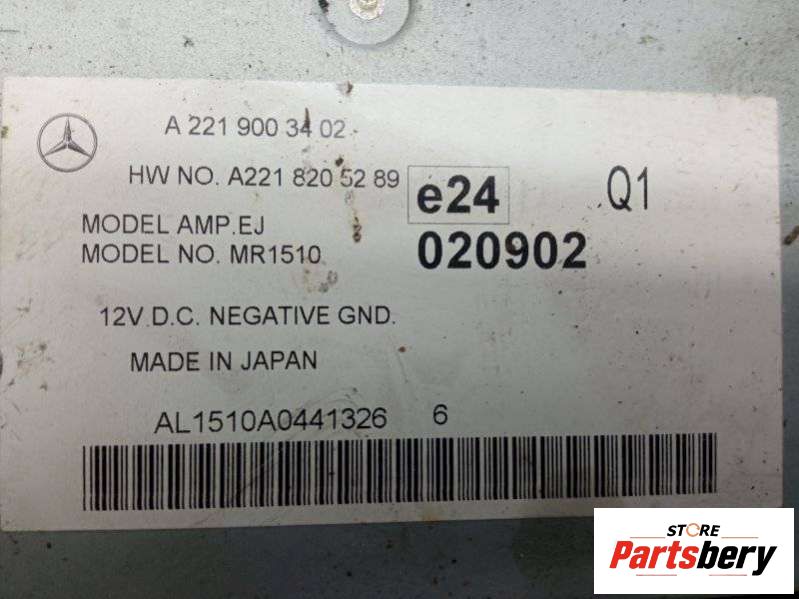 A 221 900 34 02
HW NO. A221 820 52 89
e24
Q1
MODEL AMP.EJ
020902
MODEL NO. MR1510
12V D.C. NEGATIVE GND.
MADE IN JAPAN
AL1510A0441326 6
STORE
Partsbery